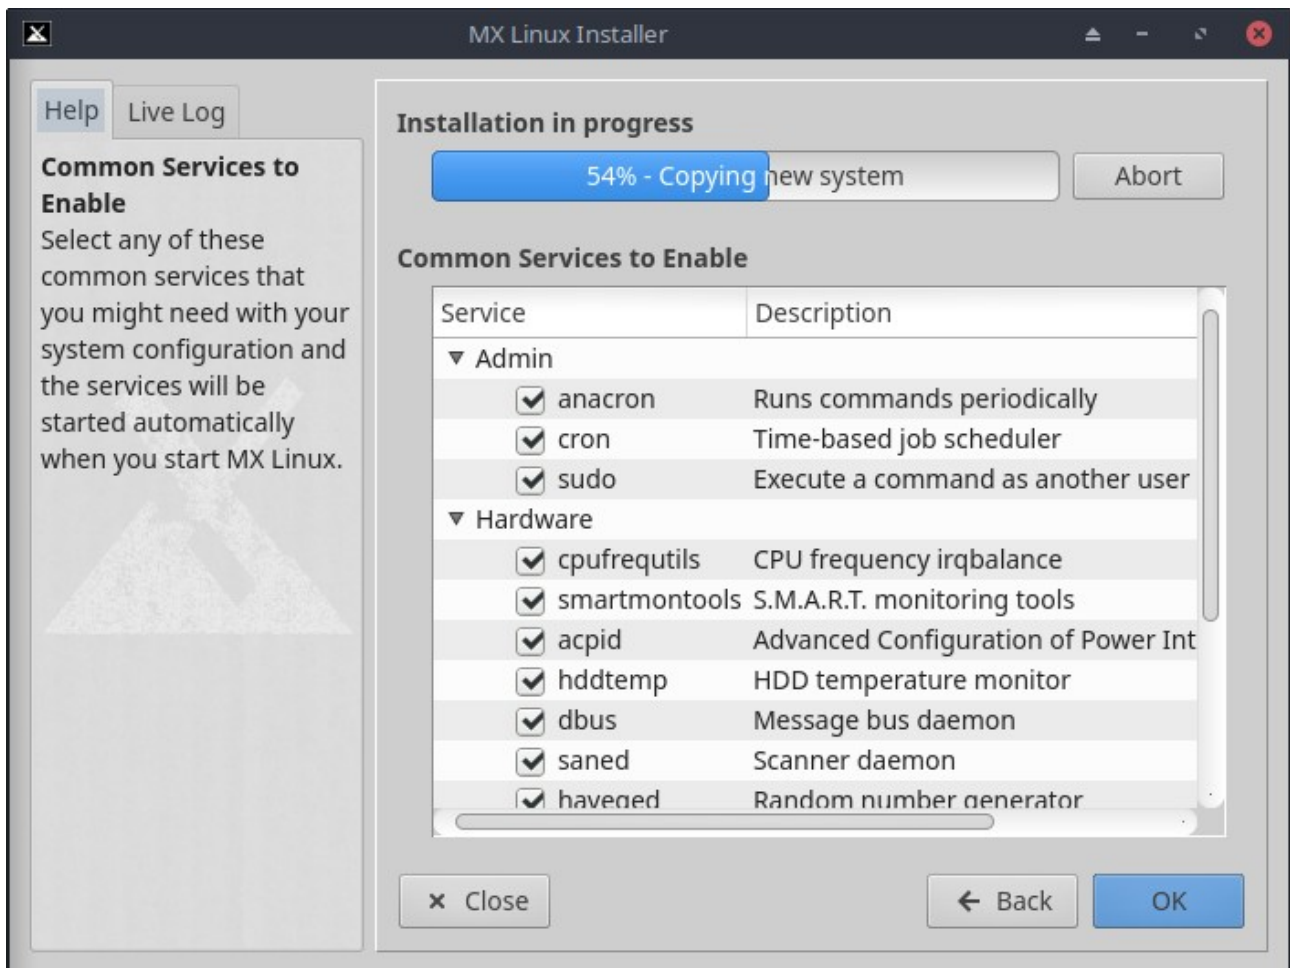 MX Linux Installer
Help
Live Log
Common Services to
Enable
Select any of these
common services that
you might need with your
system configuration and
the services will be
started automatically
when you start MX Linux.
Installation in progress
54% - Copying new system
Abort
Common Services to Enable
Service Description
Admin
anacron Runs commands periodically
cron Time-based job scheduler
sudo Execute a command as another user
Hardware
cpufrequtils CPU frequency irqbalance
smartmontools S.M.A.R.T. monitoring tools
acpid Advanced Configuration of Power Int
hddtemp HDD temperature monitor
dbus Message bus daemon
saned Scanner daemon
haveged Random number generator
Close
Back
OK